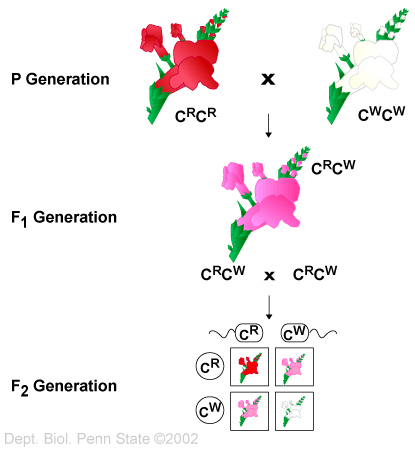 P Generation
x
CᴿCᴿ
CᵂCᵂ
CᴿCᵂ
F₁ Generation
CᴿCᵂ x CᴿCᵂ
Cᴿ Cᵂ
Cᴿ
F₂ Generation
Cᵂ
Dept. Biol. Penn State ©2002